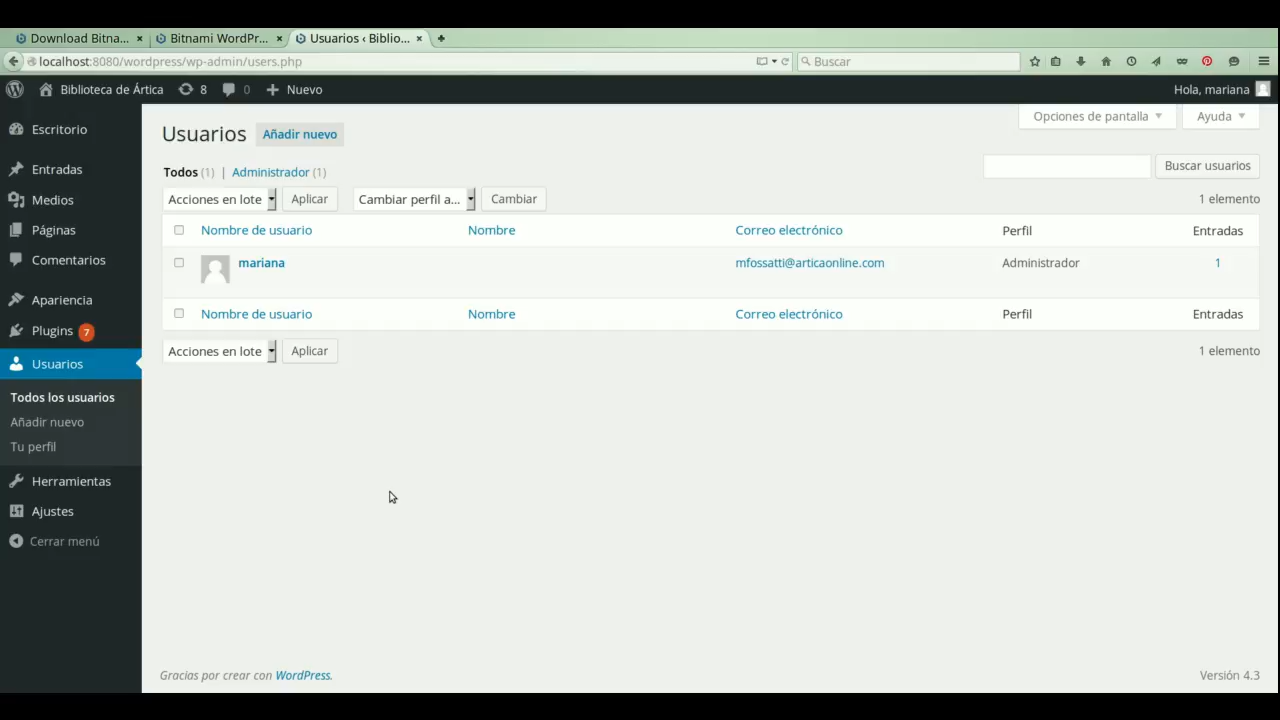 Download Bitna... × Bitnami WordPr... × Usuarios ‹ Biblio... ×
localhost:8080/wordpress/wp-admin/users.php Buscar
Biblioteca de Ártica 8 0 Nuevo Hola, mariana
Escritorio
Entradas
Medios
Páginas
Comentarios
Apariencia
Plugins 7
Usuarios
Todos los usuarios
Añadir nuevo
Tu perfil
Herramientas
Ajustes
Cerrar menú
Opciones de pantalla Ayuda
Usuarios Añadir nuevo
Todos (1) | Administrador (1)
Buscar usuarios
Acciones en lote Aplicar Cambiar perfil a... Cambiar 1 elemento
Nombre de usuario Nombre Correo electrónico Perfil Entradas
mariana mfossatti@articaonline.com Administrador 1
Nombre de usuario Nombre Correo electrónico Perfil Entradas
Acciones en lote Aplicar 1 elemento
Gracias por crear con WordPress. Versión 4.3